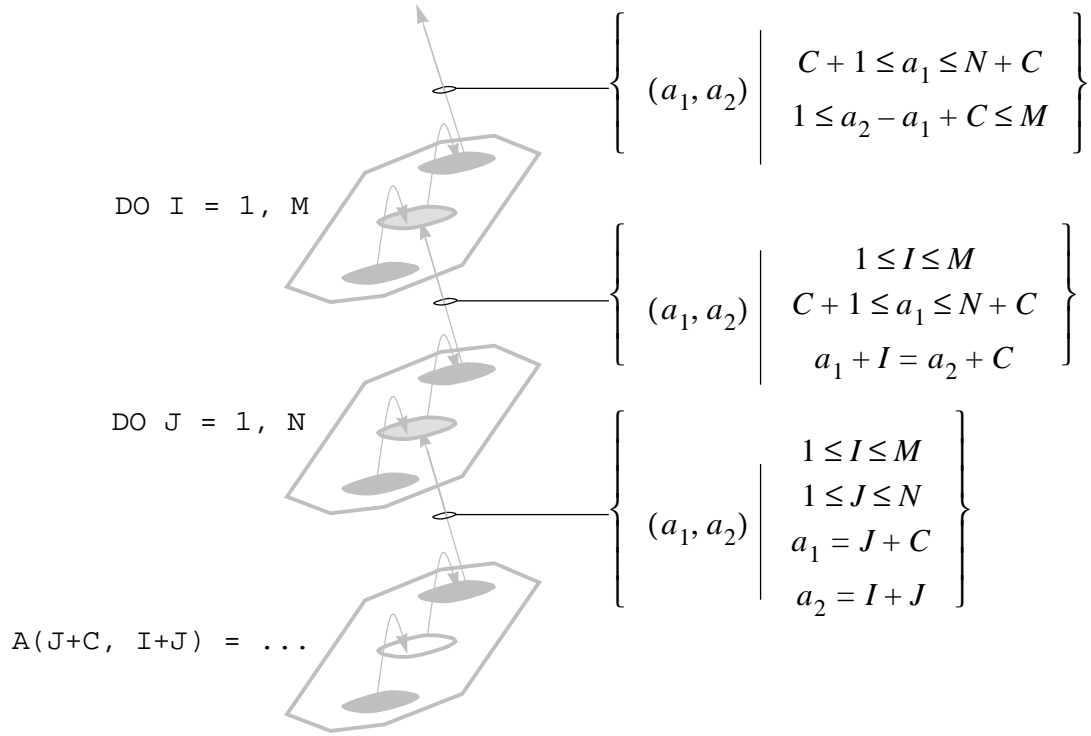 C + 1 ≤ a₁ ≤ N + C
(a₁, a₂)
1 ≤ a₂ – a₁ + C ≤ M
DO I = 1, M
1 ≤ I ≤ M
(a₁, a₂)
C + 1 ≤ a₁ ≤ N + C
a₁ + I = a₂ + C
DO J = 1, N
1 ≤ I ≤ M
1 ≤ J ≤ N
(a₁, a₂)
a₁ = J + C
a₂ = I + J
A(J+C, I+J) = ...